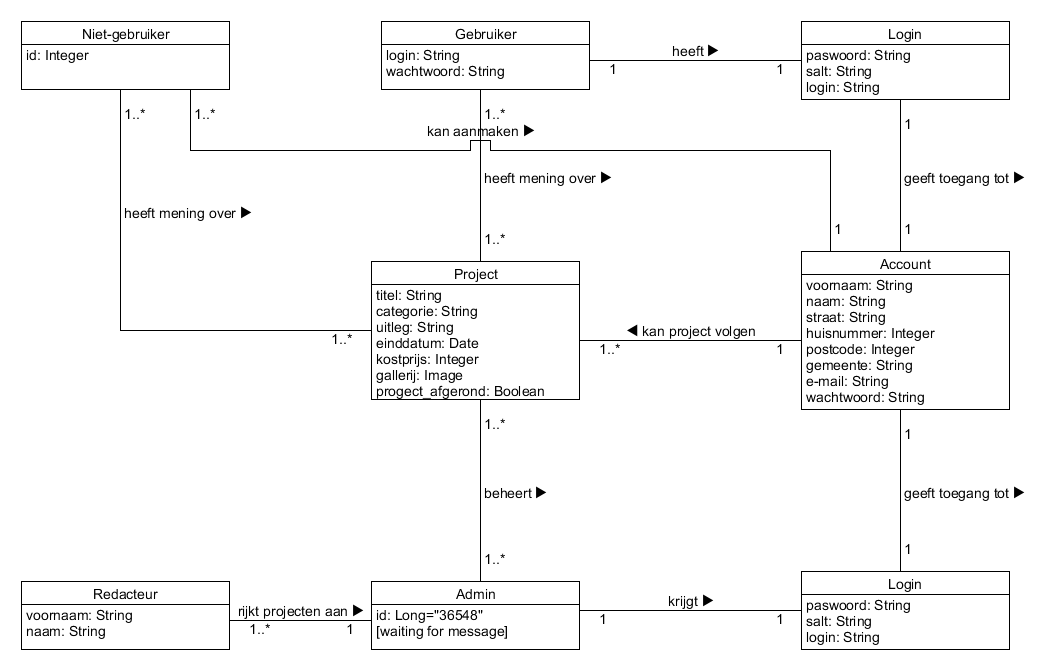 Niet-gebruiker
id: Integer
Gebruiker
login: String
wachtwoord: String
heeft ▶
1
1
Login
paswoord: String
salt: String
login: String
1..*
1..*
1..*
kan aanmaken ▶
1
heeft mening over ▶
geeft toegang tot ▶
heeft mening over ▶
1..*
1
1
Project
titel: String
categorie: String
uitleg: String
einddatum: Date
kostprijs: Integer
gallerij: Image
progect_afgerond: Boolean
1..*
◀ kan project volgen
1..*
1
Account
voornaam: String
naam: String
straat: String
huisnummer: Integer
postcode: Integer
gemeente: String
e-mail: String
wachtwoord: String
1..*
1
beheert ▶
geeft toegang tot ▶
1..*
1
Redacteur
voornaam: String
naam: String
rijkt projecten aan ▶
1..*
1
Admin
id: Long="36548"
[waiting for message]
krijgt ▶
1
1
Login
paswoord: String
salt: String
login: String